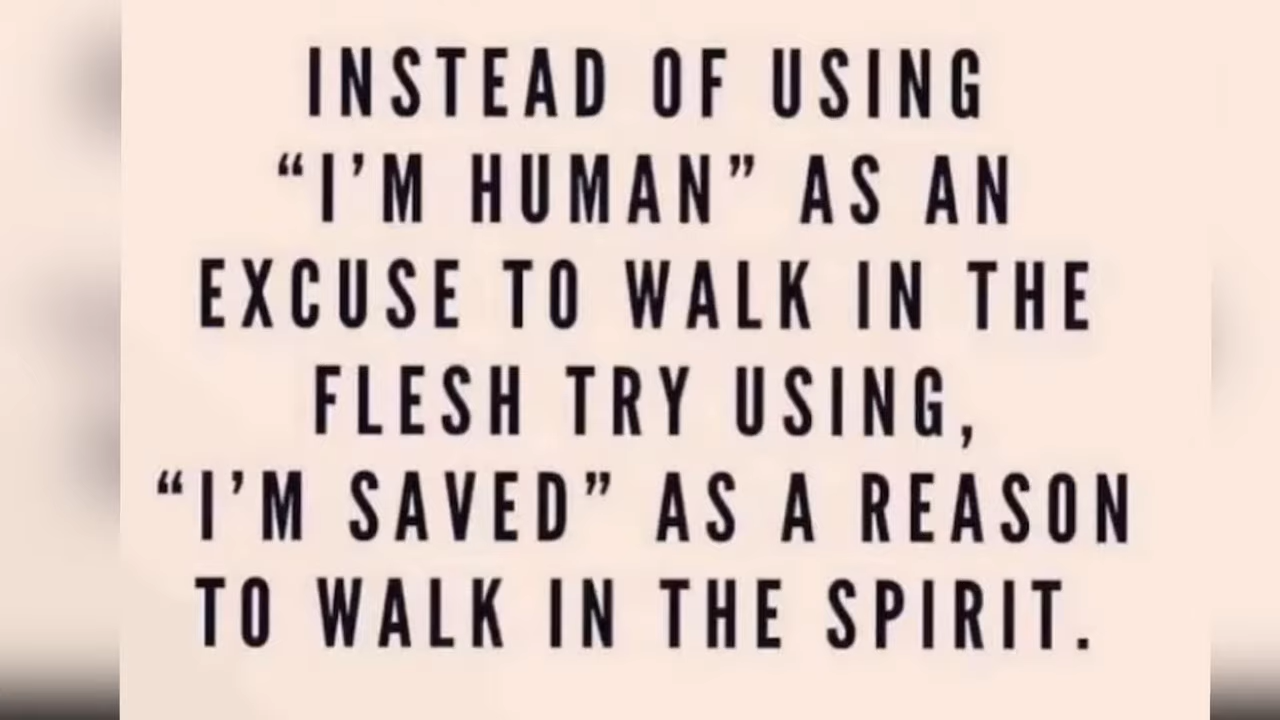 INSTEAD OF USING
“I’M HUMAN” AS AN
EXCUSE TO WALK IN THE
FLESH TRY USING,
“I’M SAVED” AS A REASON
TO WALK IN THE SPIRIT.